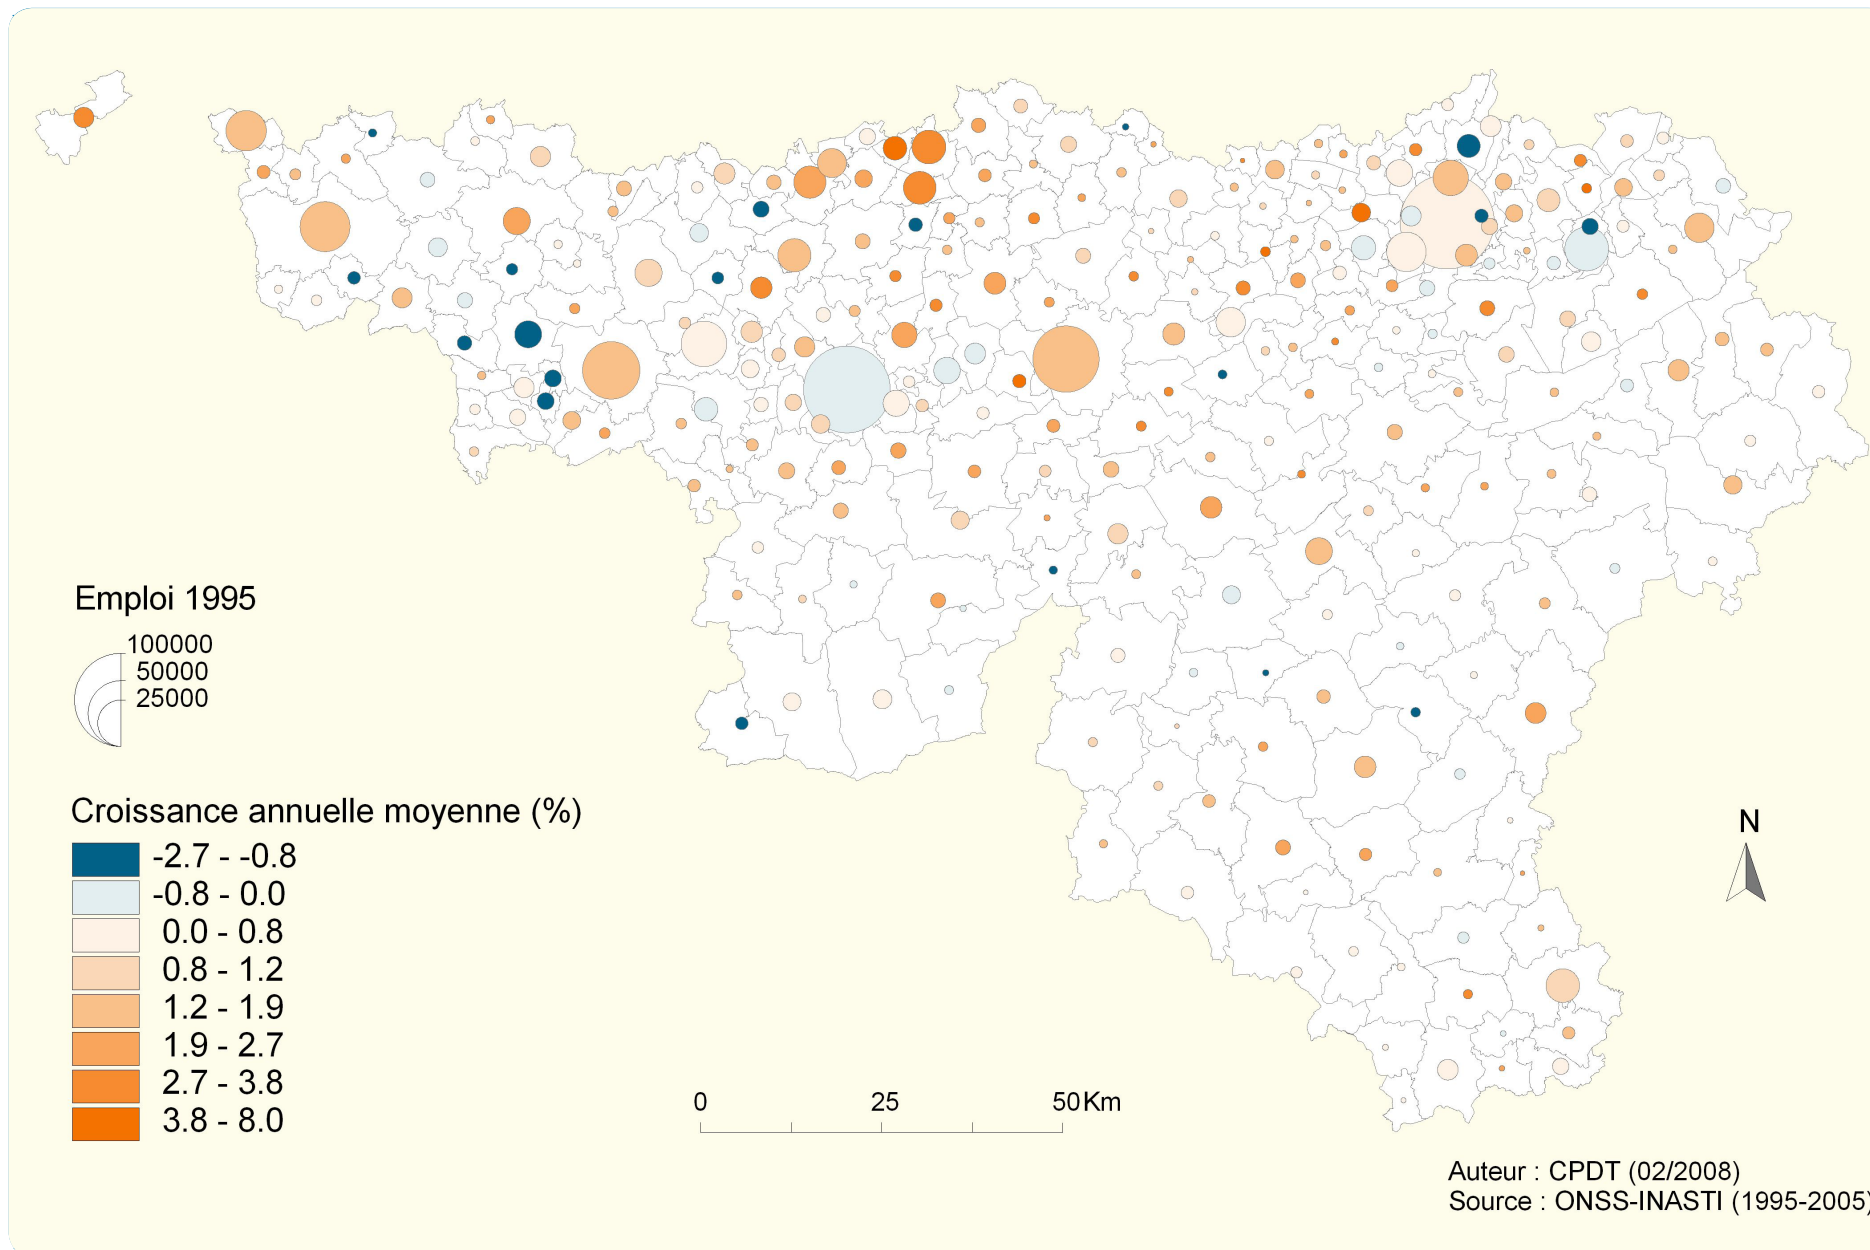 Emploi 1995
100000
50000
25000
Croissance annuelle moyenne (%)
-2.7 - -0.8
-0.8 - 0.0
0.0 - 0.8
0.8 - 1.2
1.2 - 1.9
1.9 - 2.7
2.7 - 3.8
3.8 - 8.0
N
0 25 50Km
Auteur : CPDT (02/2008)
Source : ONSS-INASTI (1995-2005)